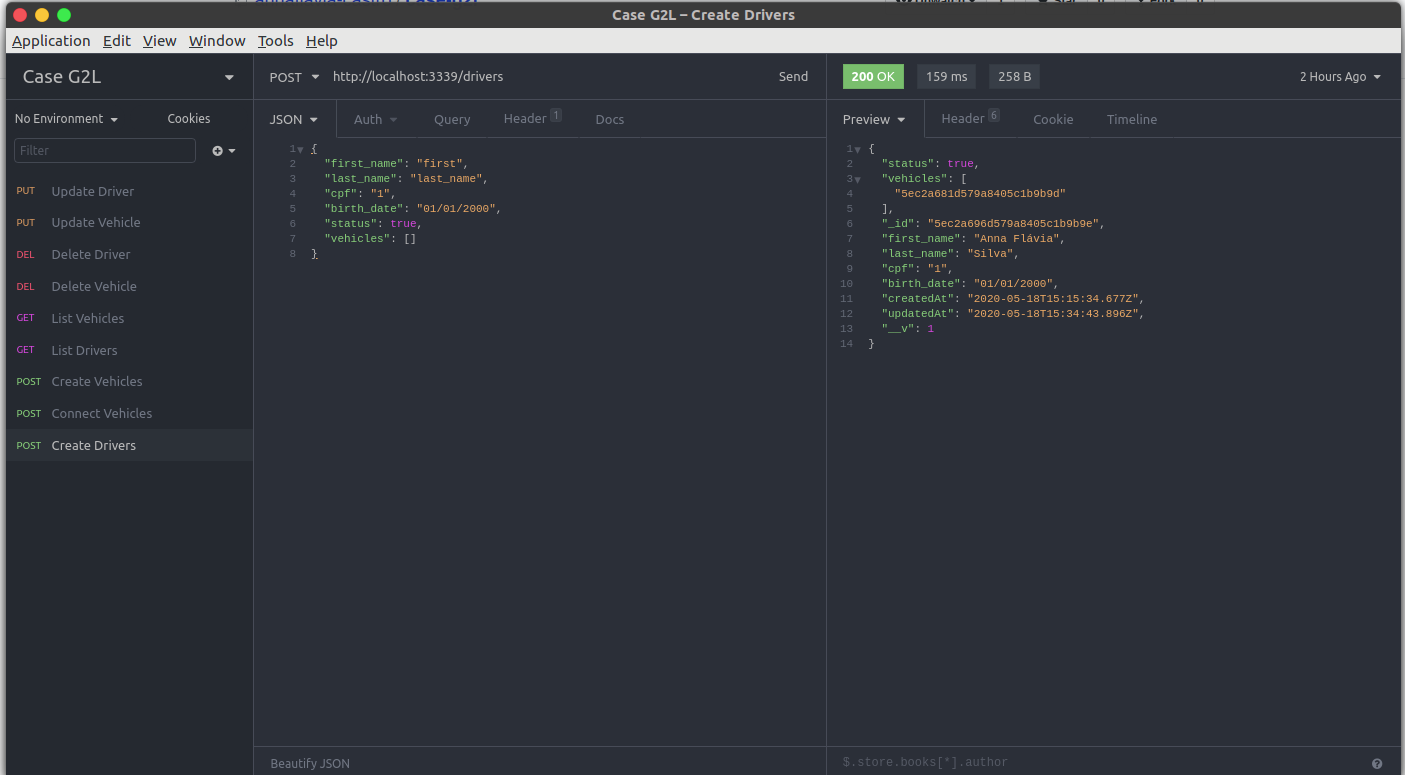 Case G2L – Create Drivers
Application Edit View Window Tools Help
Case G2L
POST http://localhost:3339/drivers Send
200 OK 159 ms 258 B 2 Hours Ago
No Environment Cookies
JSON Auth Query Header 1 Docs
Preview Header 6 Cookie Timeline
Filter
PUT Update Driver
PUT Update Vehicle
DEL Delete Driver
DEL Delete Vehicle
GET List Vehicles
GET List Drivers
POST Create Vehicles
POST Connect Vehicles
POST Create Drivers
1 {
2 "first_name": "first",
3 "last_name": "last_name",
4 "cpf": "1",
5 "birth_date": "01/01/2000",
6 "status": true,
7 "vehicles": []
8 }
Beautify JSON
1 {
2 "status": true,
3 "vehicles": [
4 "5ec2a681d579a8405c1b9b9d"
5 ],
6 "_id": "5ec2a696d579a8405c1b9b9e",
7 "first_name": "Anna Flávia",
8 "last_name": "Silva",
9 "cpf": "1",
10 "birth_date": "01/01/2000",
11 "createdAt": "2020-05-18T15:15:34.677Z",
12 "updatedAt": "2020-05-18T15:34:43.896Z",
13 "__v": 1
14 }
$.store.books[*].author